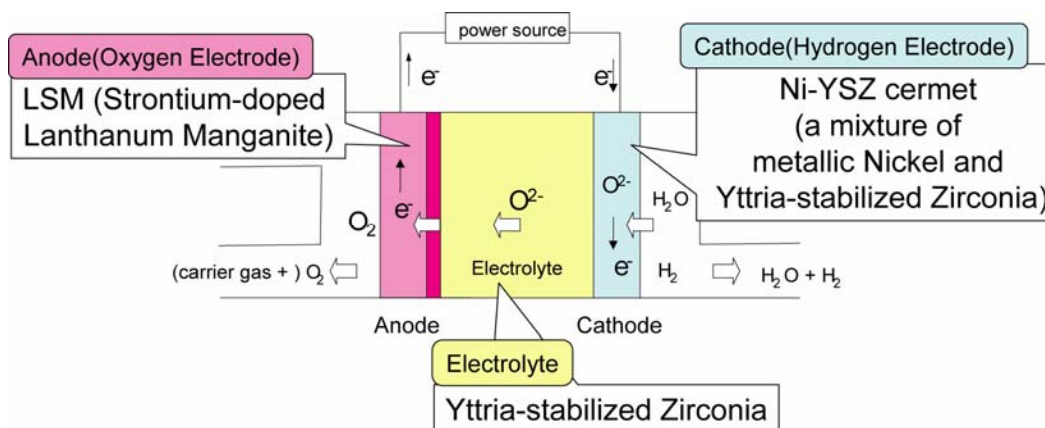 power source
Anode(Oxygen Electrode)
LSM (Strontium-doped
Lanthanum Manganite)
Cathode(Hydrogen Electrode)
Ni-YSZ cermet
(a mixture of
metallic Nickel and
Yttria-stabilized Zirconia)
e⁻
e⁻
O²⁻
O²⁻
H₂O
O₂
e⁻
(carrier gas + ) O₂
Electrolyte
e⁻
H₂
H₂O + H₂
Anode
Cathode
Electrolyte
Yttria-stabilized Zirconia